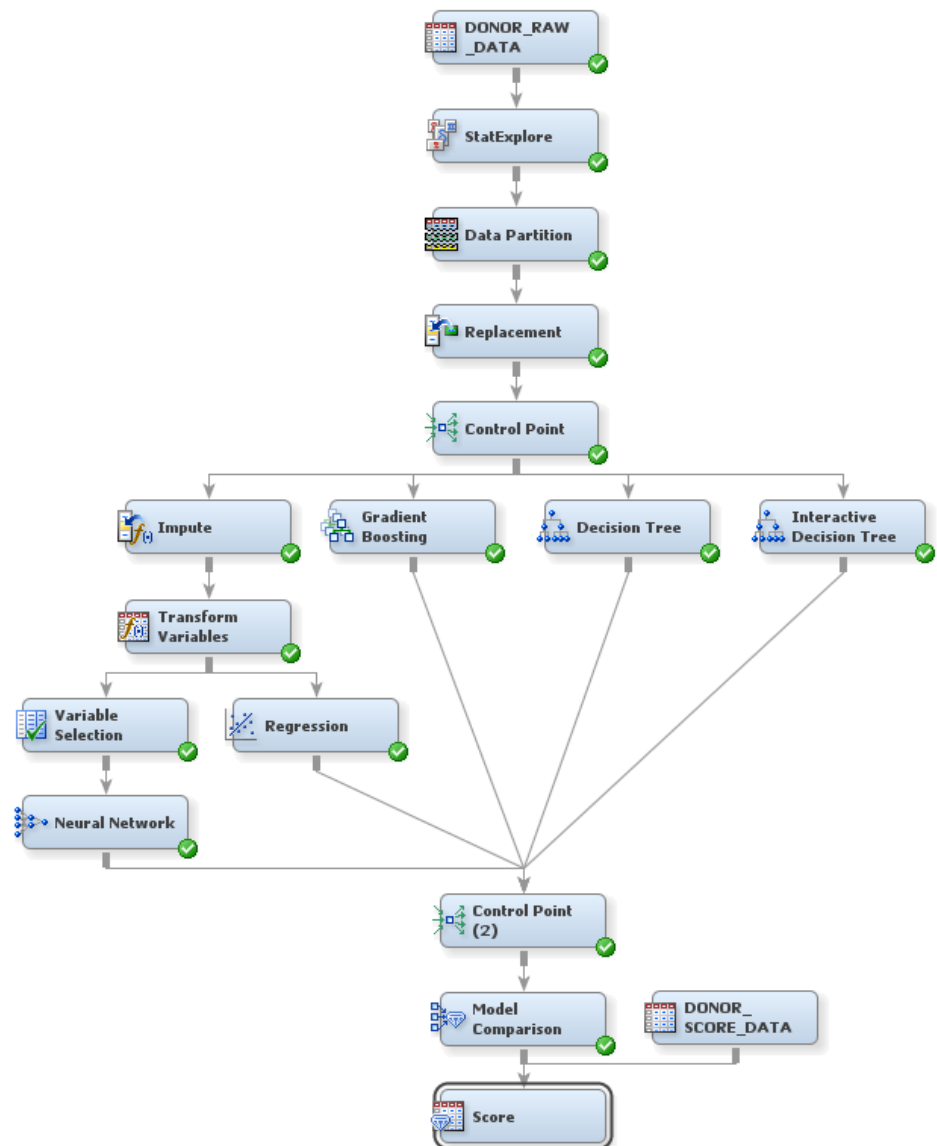 DONOR_RAW
_DATA
StatExplore
Data Partition
Replacement
Control Point
Impute
Gradient
Boosting
Decision Tree
Interactive
Decision Tree
Transform
Variables
Variable
Selection
Regression
Neural Network
Control Point
(2)
Model
Comparison
DONOR_
SCORE_DATA
Score